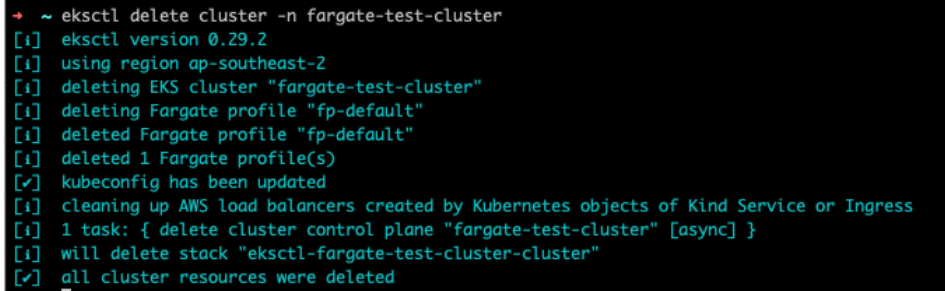 → ~ eksctl delete cluster -n fargate-test-cluster
[ℹ] eksctl version 0.29.2
[ℹ] using region ap-southeast-2
[ℹ] deleting EKS cluster "fargate-test-cluster"
[ℹ] deleting Fargate profile "fp-default"
[ℹ] deleted Fargate profile "fp-default"
[ℹ] deleted 1 Fargate profile(s)
[✔] kubeconfig has been updated
[ℹ] cleaning up AWS load balancers created by Kubernetes objects of Kind Service or Ingress
[ℹ] 1 task: { delete cluster control plane "fargate-test-cluster" [async] }
[ℹ] will delete stack "eksctl-fargate-test-cluster-cluster"
[✔] all cluster resources were deleted